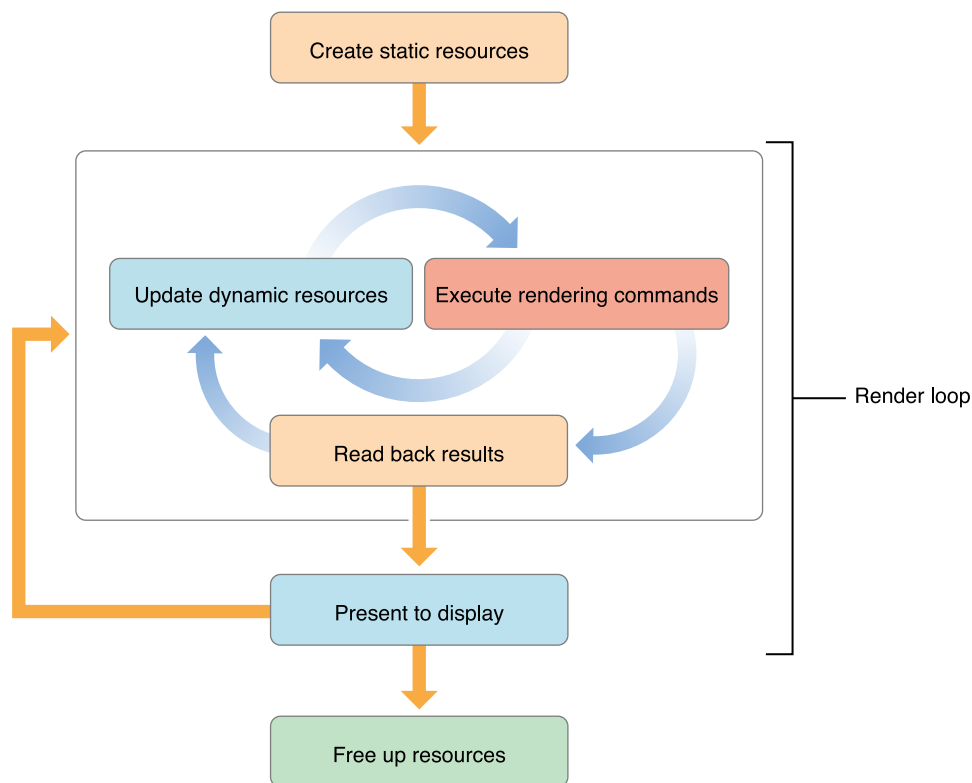 Create static resources
Update dynamic resources
Execute rendering commands
Render loop
Read back results
Present to display
Free up resources